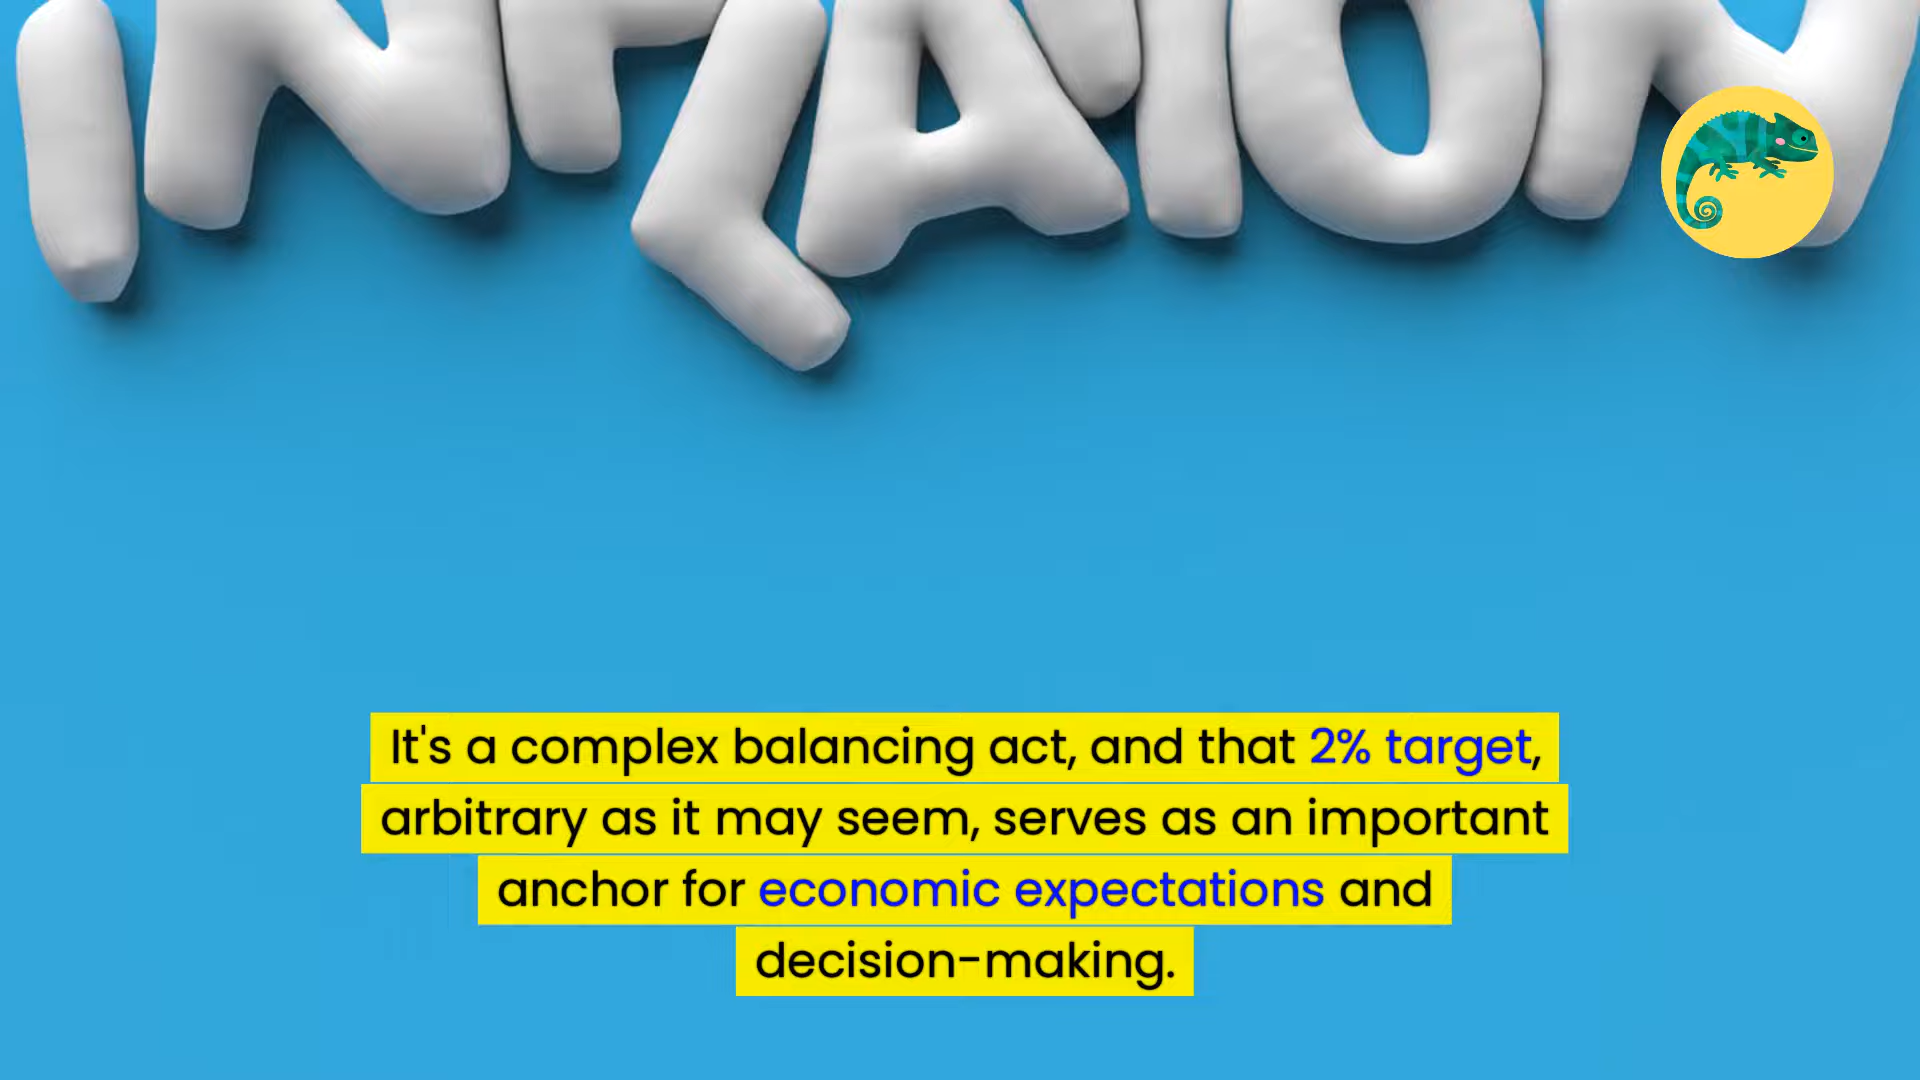 INFLATION
It's a complex balancing act, and that 2% target,
arbitrary as it may seem, serves as an important
anchor for economic expectations and
decision-making.